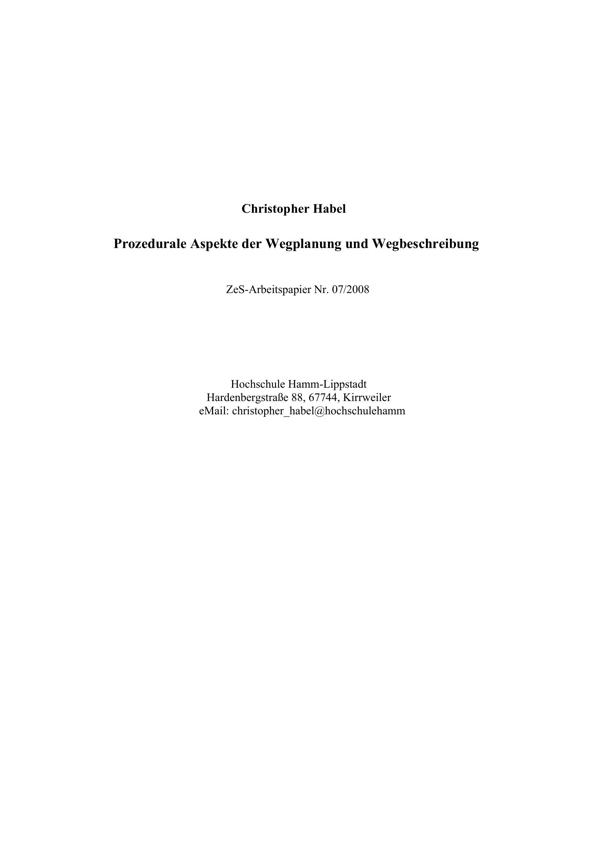 Christopher Habel
Prozedurale Aspekte der Wegplanung und Wegbeschreibung
ZeS-Arbeitspapier Nr. 07/2008
Hochschule Hamm-Lippstadt
Hardenbergstraße 88, 67744, Kirrweiler
eMail: christopher_habel@hochschulehamm